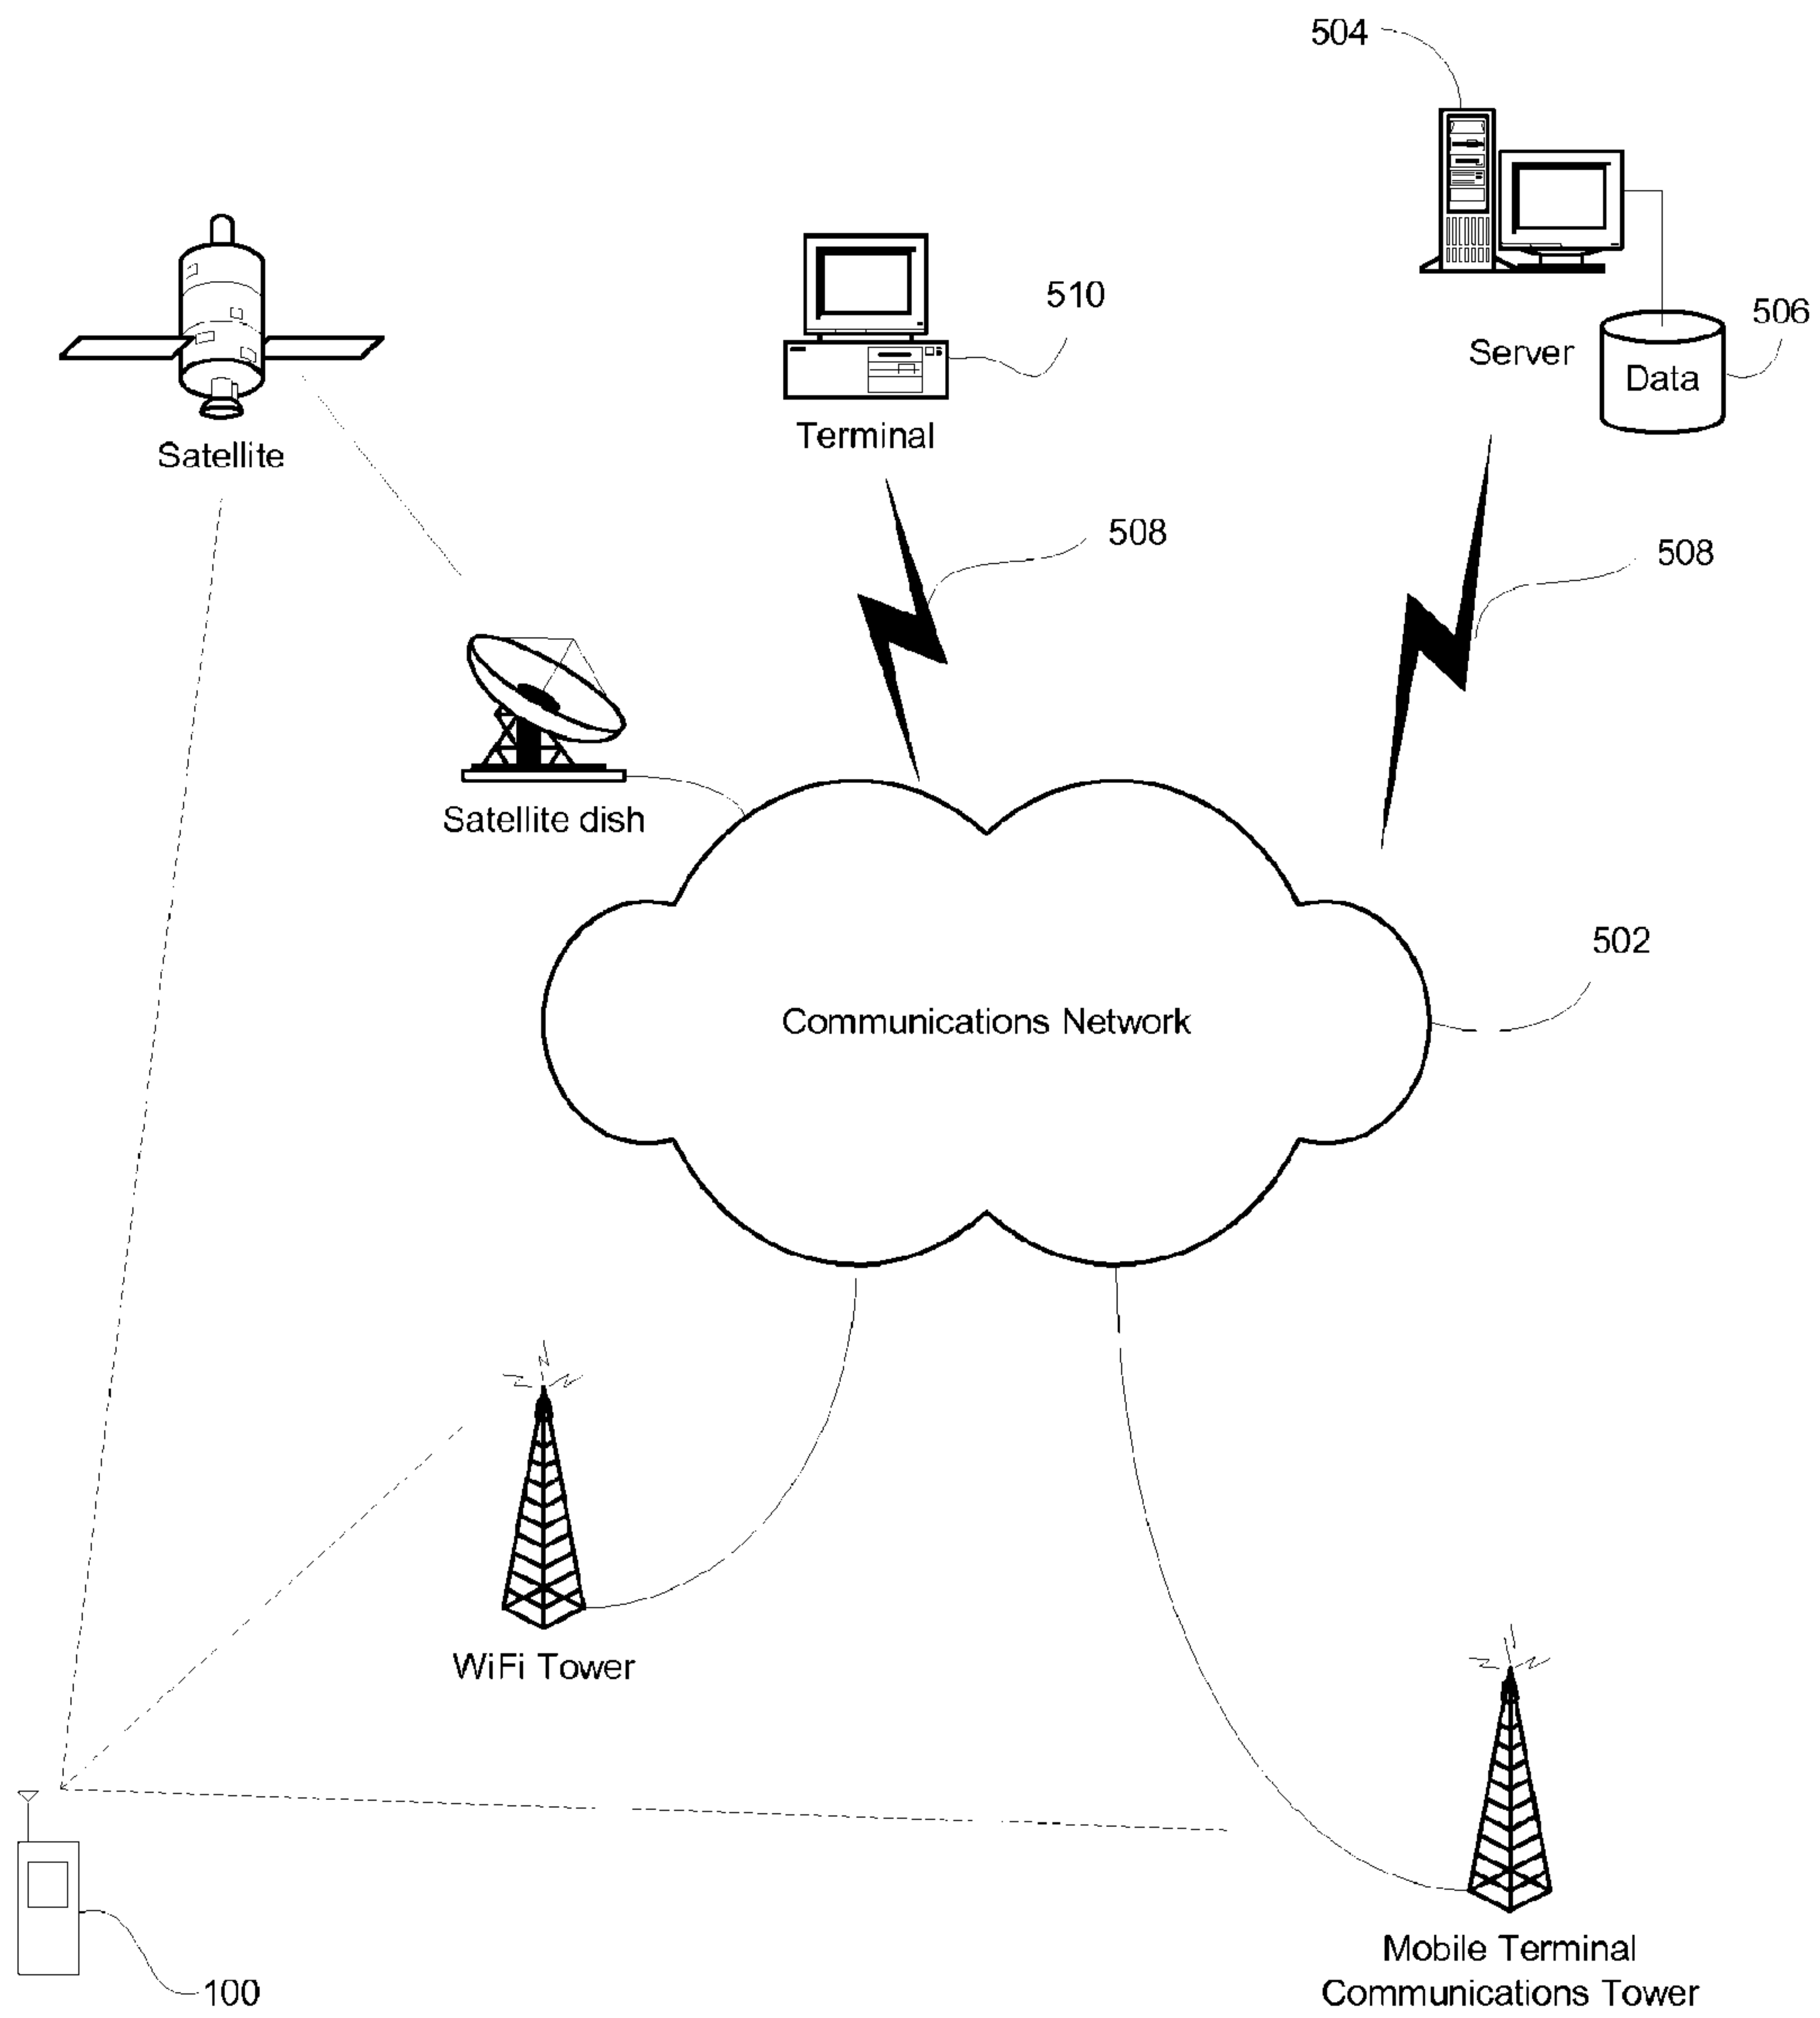 504
510
506
Server
Data
Terminal
Satellite
508
508
Satellite dish
502
Communications Network
WiFi Tower
Mobile Terminal
Communications Tower
100